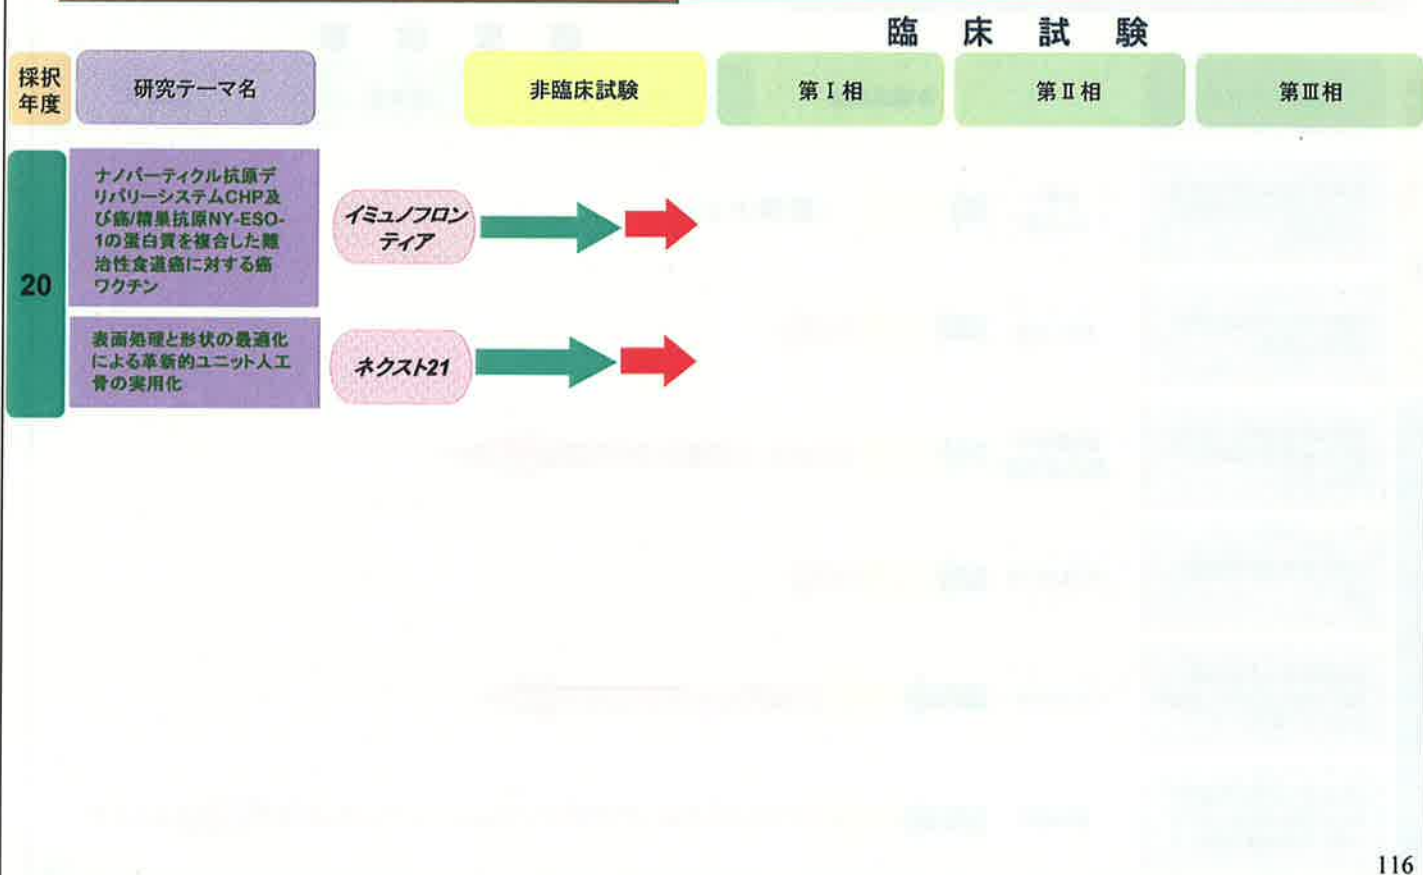 臨床試験
採択
年度
研究テーマ名
非臨床試験
第Ⅰ相
第Ⅱ相
第Ⅲ相
20
ナノパーティクル抗原デ
リバリーシステムCHP及
び癌/精巣抗原NY-ESO-
1の蛋白質を複合した難
治性食道癌に対する癌
ワクチン
イミュノフロン
ティア
表面処理と形状の最適化
による革新的ユニット人工
骨の実用化
ネクスト21
116